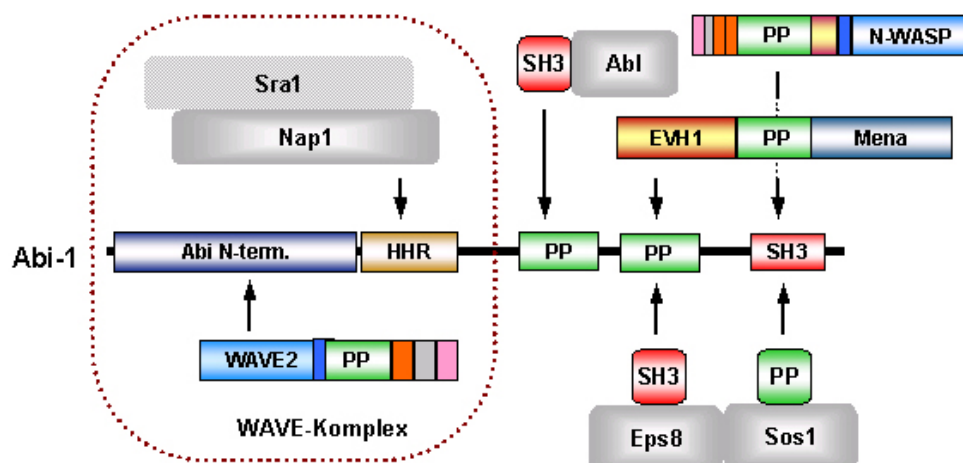 PP
N-WASP
SH3
Abl
Sra1
Nap1
EVH1
PP
Mena
Abi-1
Abi N-term.
HHR
PP
PP
SH3
WAVE2
PP
SH3
PP
WAVE-Komplex
Eps8
Sos1